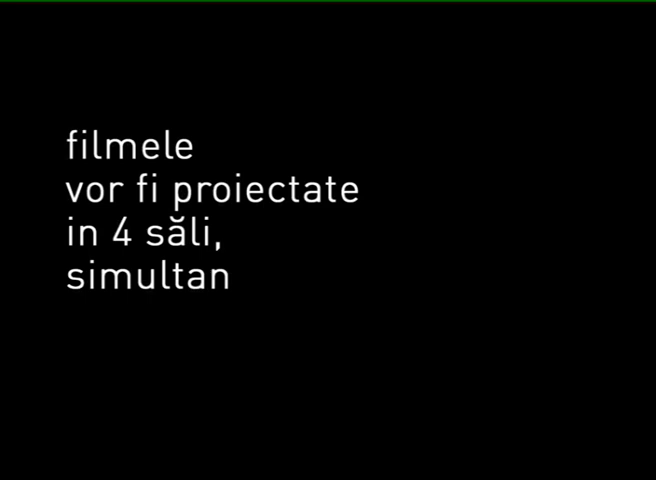 filmele
vor fi proiectate
in 4 săli,
simultan